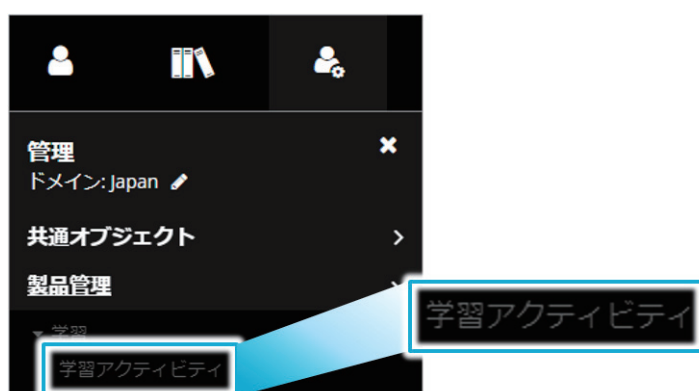 管理
ドメイン: Japan
共通オブジェクト
製品管理
学習
学習アクティビティ
学習アクティビティ